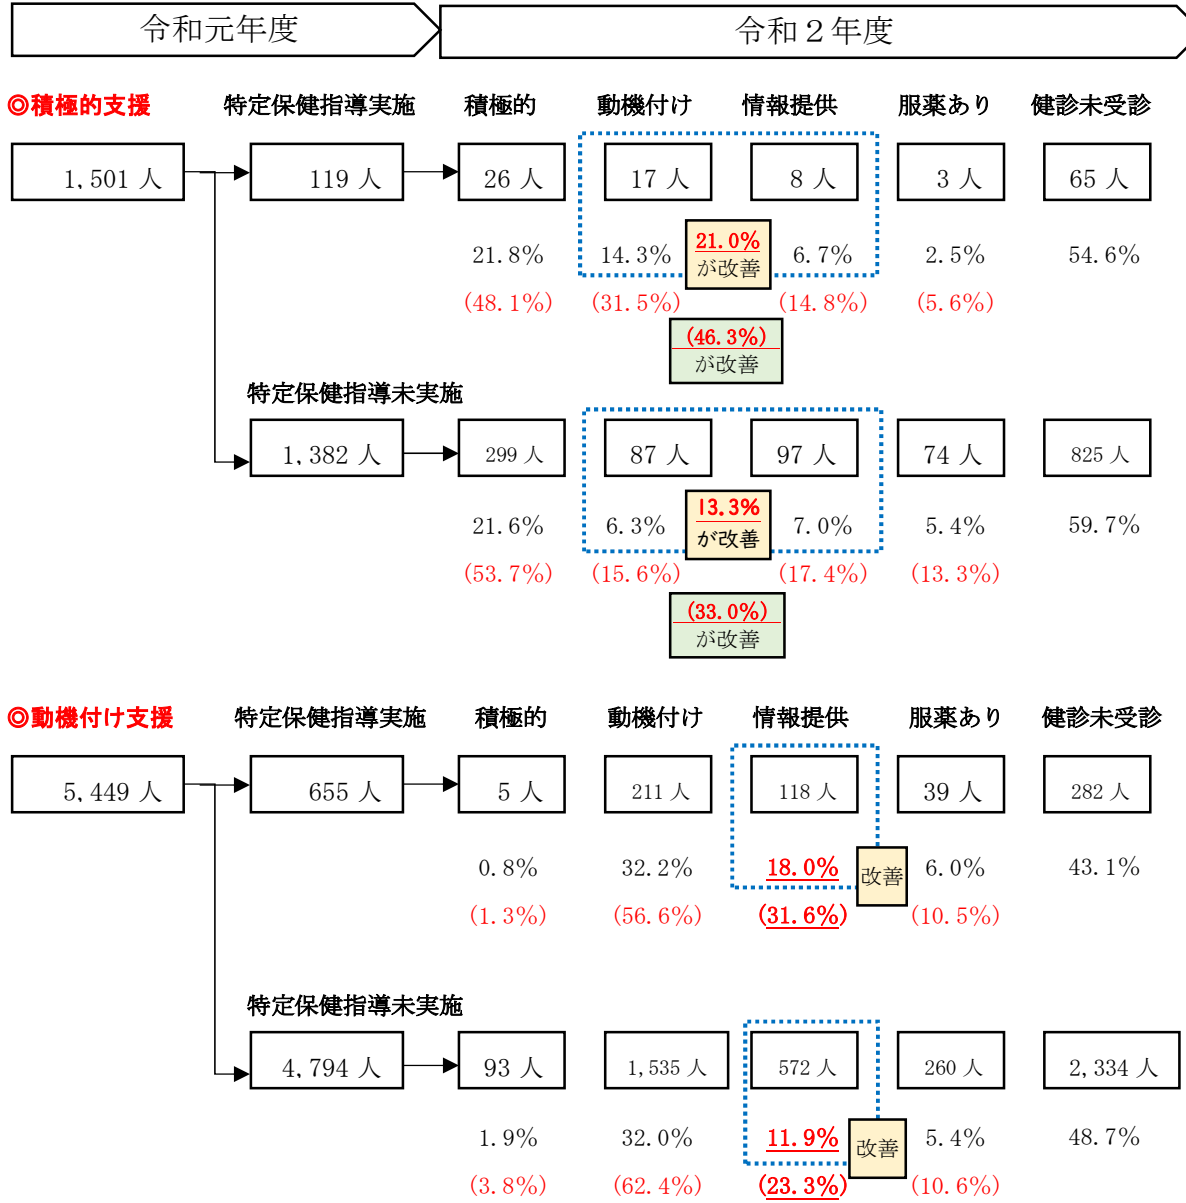 令和元年度 令和２年度
◎積極的支援 特定保健指導実施 積極的 動機付け 情報提供 服薬あり 健診未受診
1,501 人 119 人 26 人 17 人 8 人 3 人 65 人
21.8% 14.3% 21.0% 6.7% 2.5% 54.6%
が改善
(48.1%) (31.5%) (14.8%) (5.6%)
(46.3%)
が改善
特定保健指導未実施
1,382 人 299 人 87 人 97 人 74 人 825 人
21.6% 6.3% 13.3% 7.0% 5.4% 59.7%
が改善
(53.7%) (15.6%) (17.4%) (13.3%)
(33.0%)
が改善
◎動機付け支援 特定保健指導実施 積極的 動機付け 情報提供 服薬あり 健診未受診
5,449 人 655 人 5 人 211 人 118 人 39 人 282 人
0.8% 32.2% 18.0% 改善 6.0% 43.1%
(1.3%) (56.6%) (31.6%) (10.5%)
特定保健指導未実施
4,794 人 93 人 1,535 人 572 人 260 人 2,334 人
1.9% 32.0% 11.9% 改善 5.4% 48.7%
(3.8%) (62.4%) (23.3%) (10.6%)